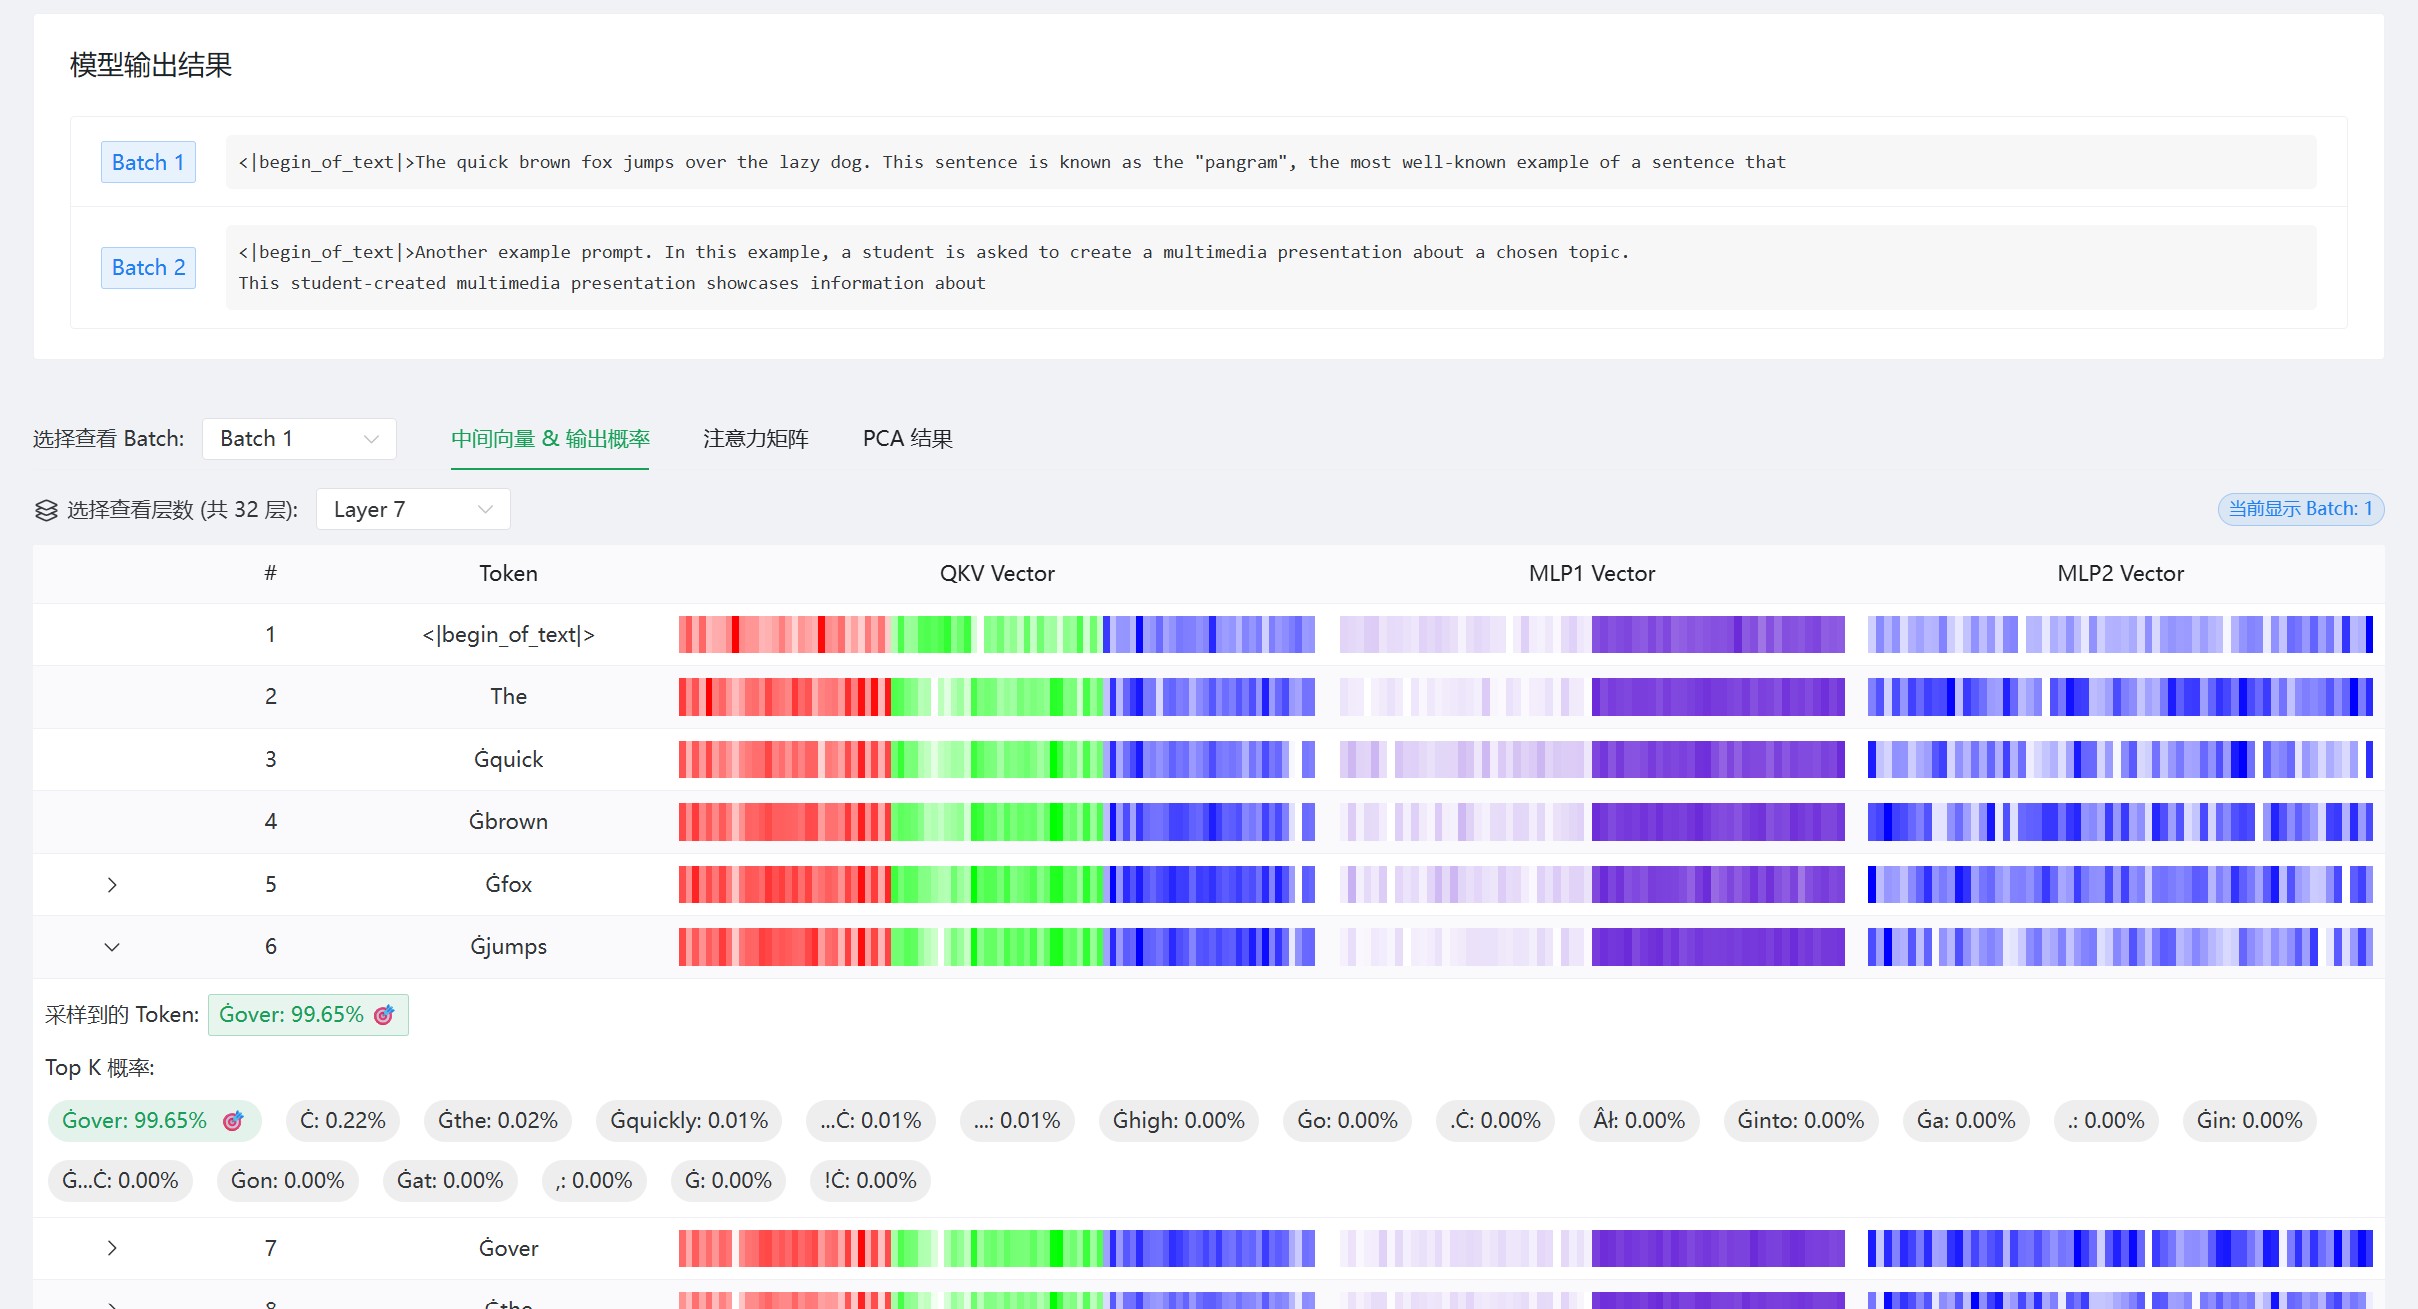 模型输出结果
Batch 1
<|begin_of_text|>The quick brown fox jumps over the lazy dog. This sentence is known as the "pangram", the most well-known example of a sentence that
Batch 2
<|begin_of_text|>Another example prompt. In this example, a student is asked to create a multimedia presentation about a chosen topic.
This student-created multimedia presentation showcases information about
选择查看 Batch: Batch 1 中间向量 & 输出概率 注意力矩阵 PCA 结果
选择查看层数 (共 32 层): Layer 7 当前显示 Batch: 1
# Token QKV Vector MLP1 Vector MLP2 Vector
1 <|begin_of_text|>
2 The
3 Ġquick
4 Ġbrown
5 Ġfox
6 Ġjumps
采样到的 Token: Ġover: 99.65%
Top K 概率:
Ġover: 99.65% Ċ: 0.22% Ġthe: 0.02% Ġquickly: 0.01% ...Ċ: 0.01% ...: 0.01% Ġhigh: 0.00% Ġo: 0.00% .Ċ: 0.00% Âł: 0.00% Ġinto: 0.00% Ġa: 0.00% .: 0.00% Ġin: 0.00%
Ġ...Ċ: 0.00% Ġon: 0.00% Ġat: 0.00% ,: 0.00% Ġ: 0.00% !Ċ: 0.00%
7 Ġover
8 Ġthe